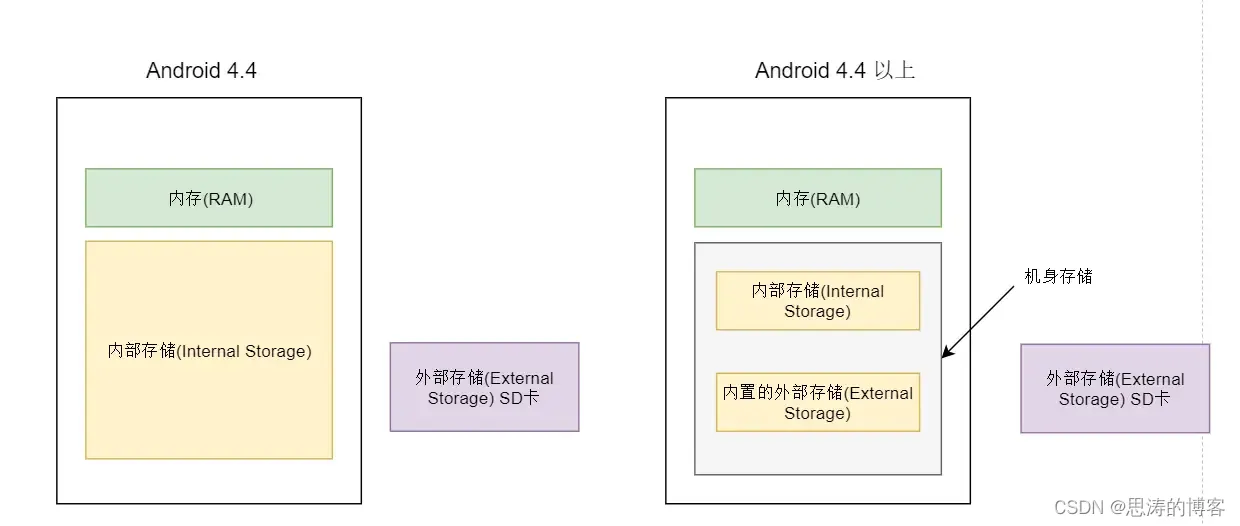 Android 4.4
内存(RAM)
内部存储(Internal Storage)
外部存储(External
Storage) SD卡
Android 4.4 以上
内存(RAM)
内部存储(Internal
Storage)
内置的外部存储(External
Storage)
机身存储
外部存储(External
Storage) SD卡
CSDN @思涛的博客